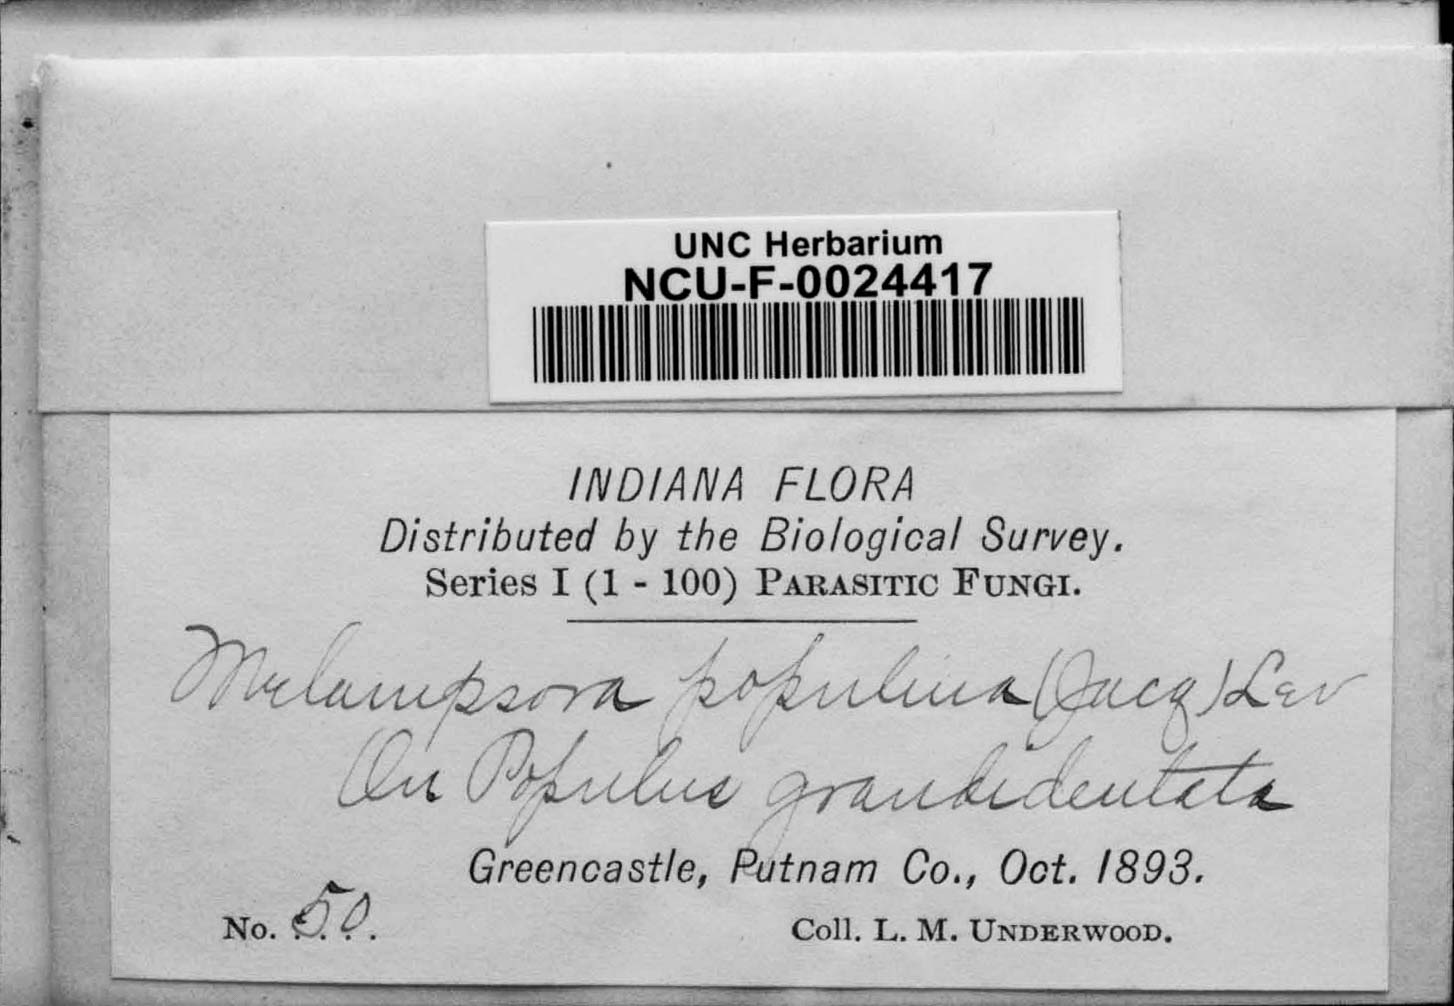 UNC Herbarium
NCU-F-0024417
INDIANA FLORA
Distributed by the Biological Survey.
Series I (1 - 100) PARASITIC FUNGI.
Melampsora populina (Jacq) Lev
On Populus grandidentata
Greencastle, Putnam Co., Oct. 1893.
No. 50.
Coll. L. M. UNDERWOOD.